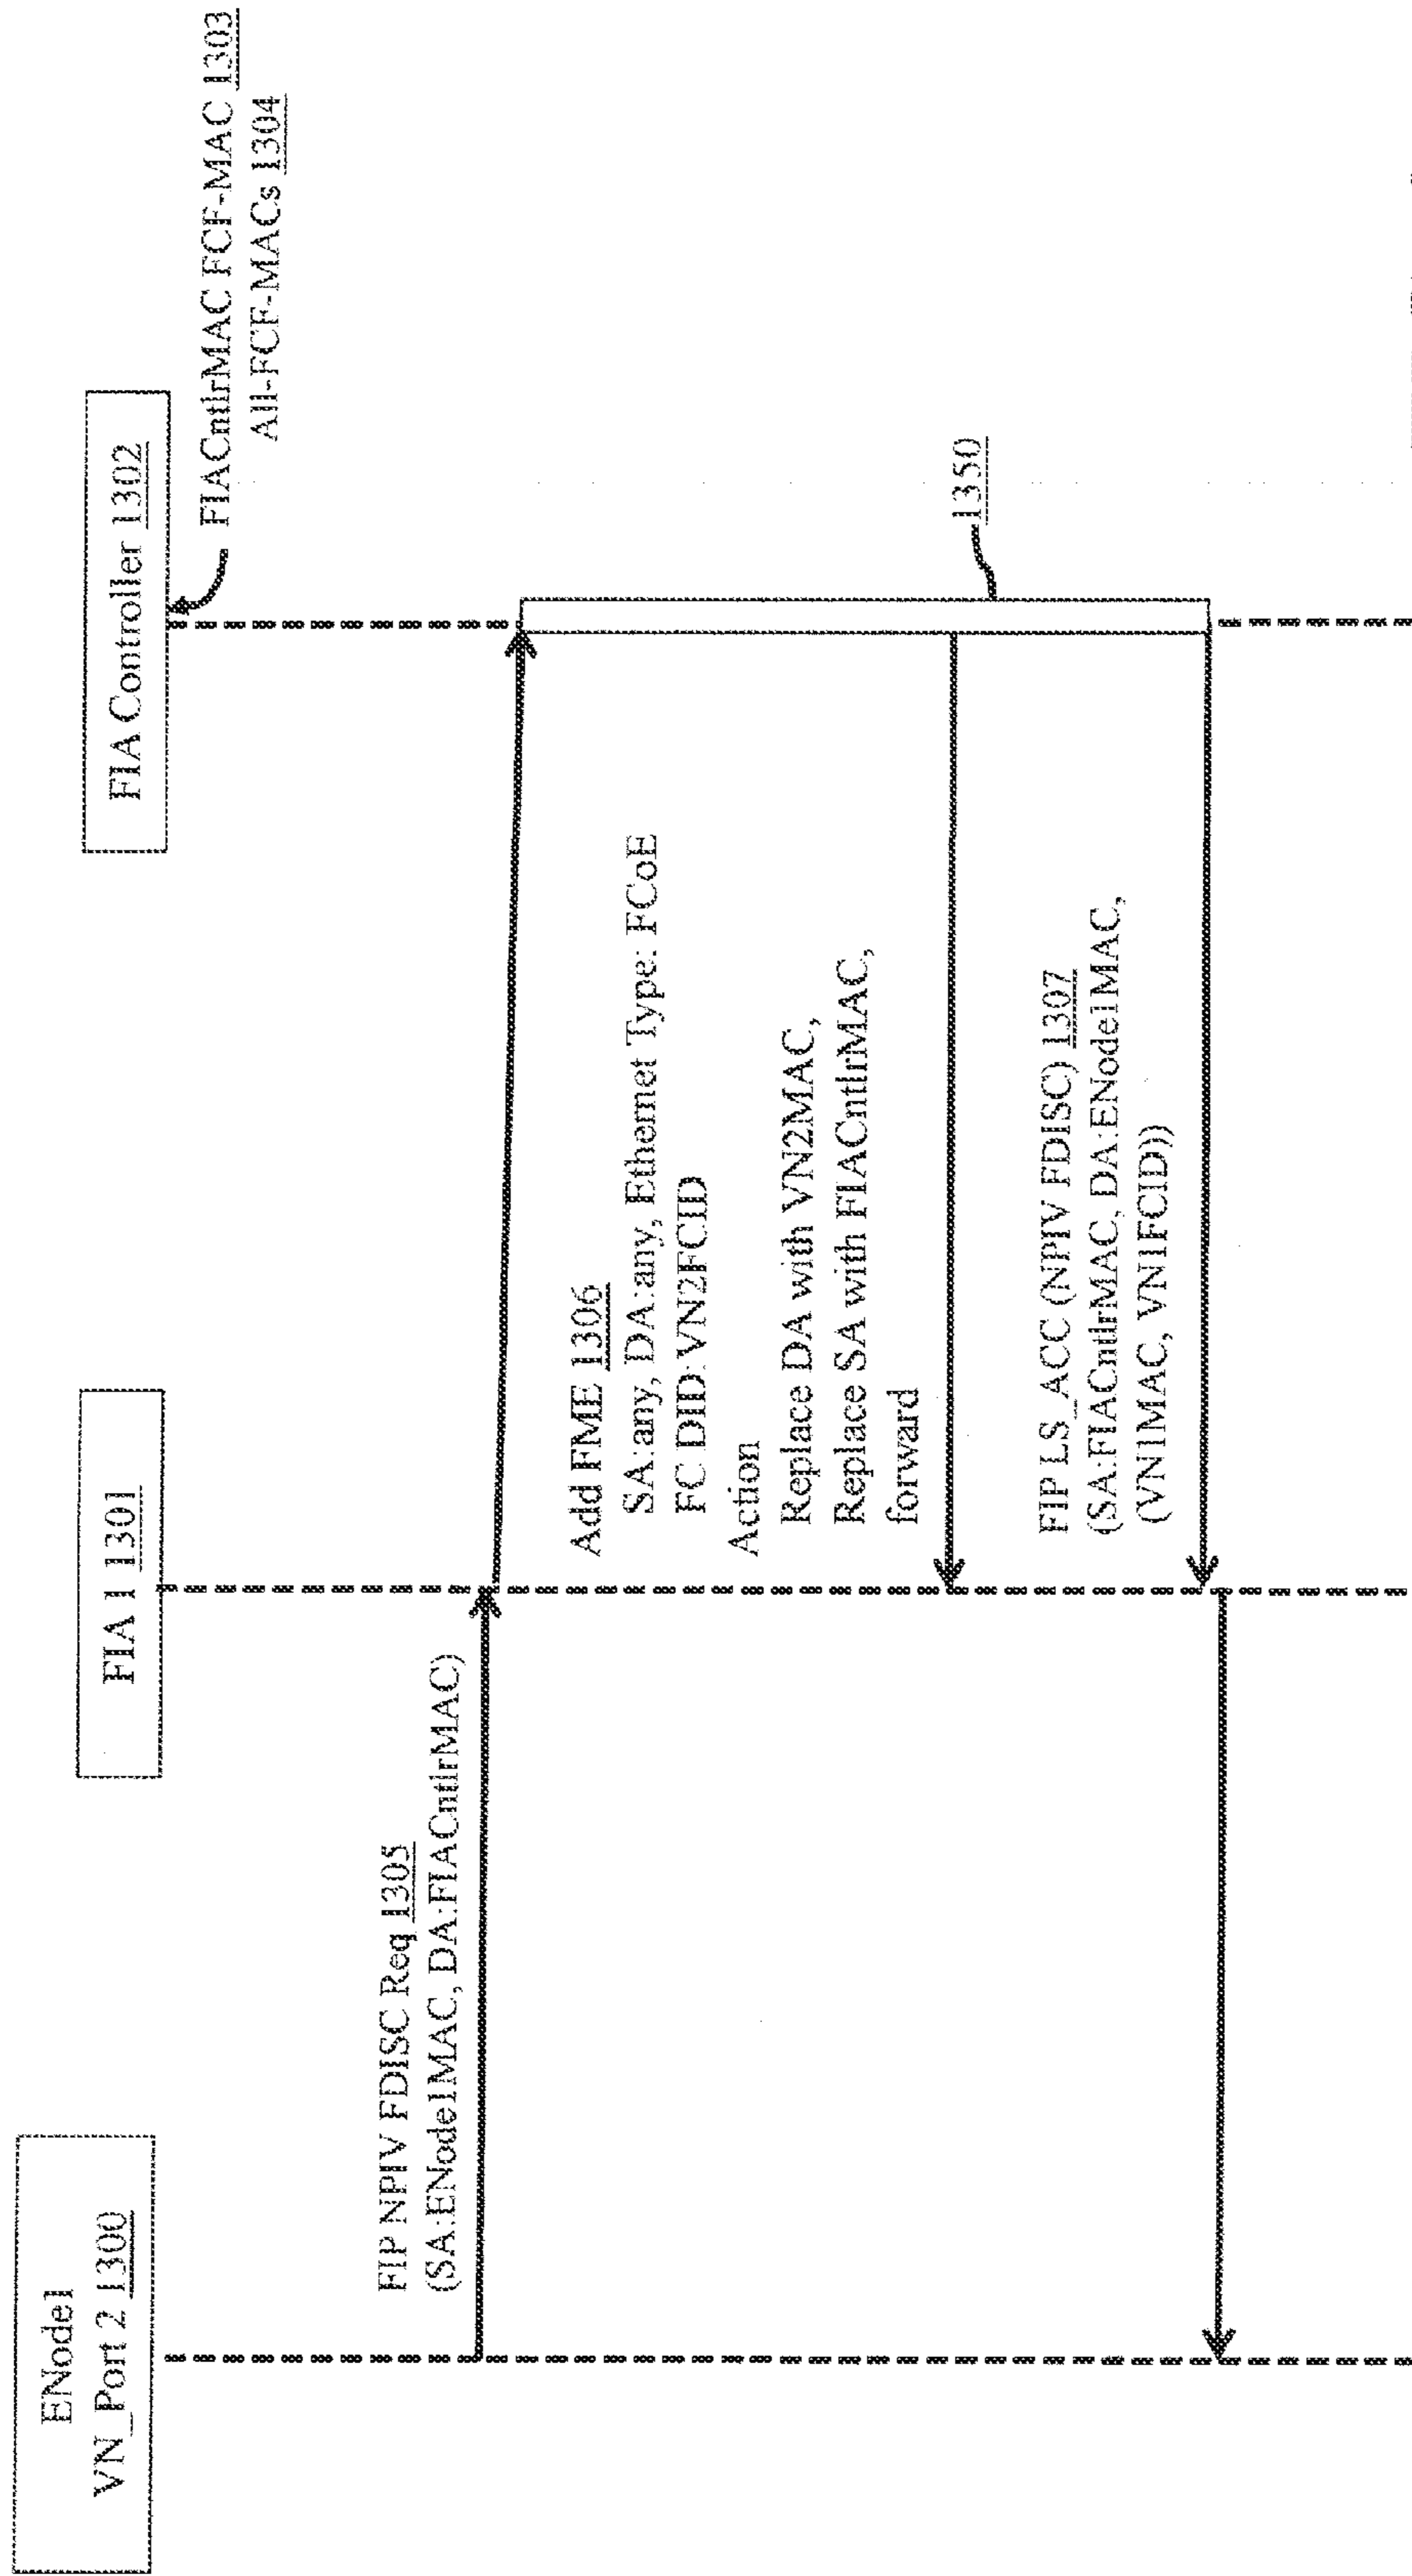 ENode1
VN_Port 2 1300
FIA 1 1301
FIA Controller 1302
FIACntlrMAC FCF-MAC 1303
All-FCF-MACs 1304
FIP NPIV FDISC Req 1305
(SA:ENode1MAC, DA:FIACntlrMAC)
Add FME 1306
SA:any, DA:any, Ethernet Type: FCoE
FC DID:VN2FCID
Action
Replace DA with VN2MAC,
Replace SA with FIACntlrMAC,
forward
1350
FIP LS_ACC (NPIV FDISC) 1307
(SA:FIACntlrMAC, DA:ENode1MAC,
(VN1MAC, VN1FCID))